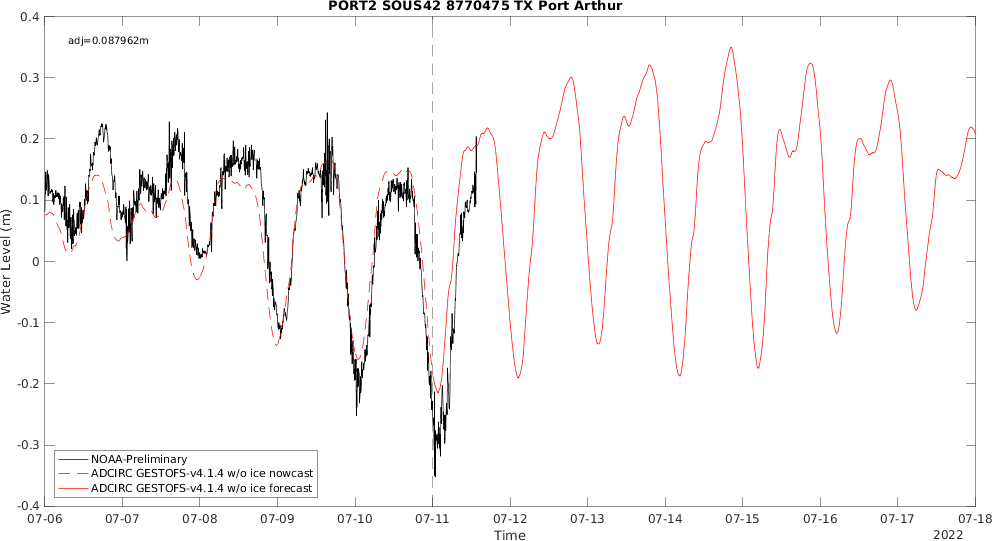 PORT2 SOUS42 8770475 TX Port Arthur
adj=0.087962m
Water Level (m)
0.4
0.3
0.2
0.1
0
-0.1
-0.2
-0.3
-0.4
NOAA-Preliminary
ADCIRC GESTOFS-v4.1.4 w/o ice nowcast
ADCIRC GESTOFS-v4.1.4 w/o ice forecast
07-06 07-07 07-08 07-09 07-10 07-11 07-12 07-13 07-14 07-15 07-16 07-17 07-18
Time
2022